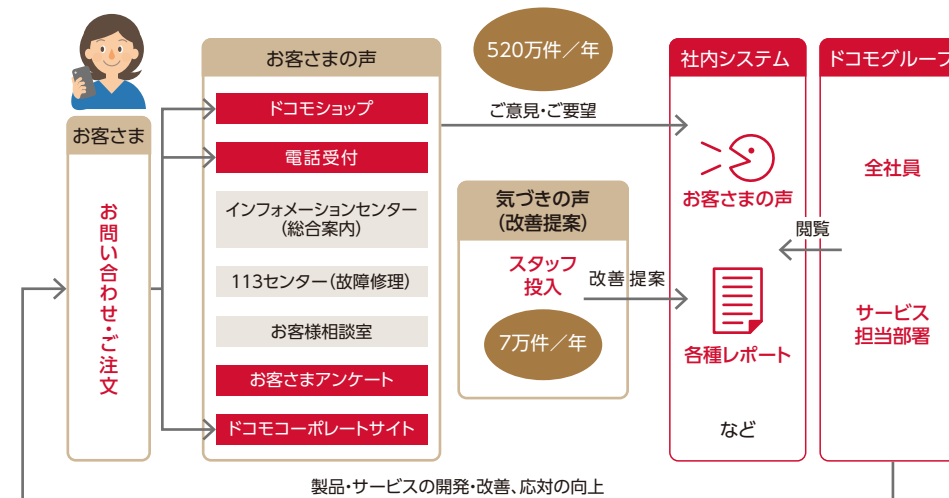 お客さま
お問い合わせ・ご注文
お客さまの声
ドコモショップ
電話受付
インフォメーションセンター
(総合案内)
113センター(故障修理)
お客様相談室
お客さまアンケート
ドコモコーポレートサイト
520万件／年
ご意見・ご要望
気づきの声
(改善提案)
スタッフ
投入
7万件／年
改善提案
社内システム
お客さまの声
各種レポート
など
閲覧
ドコモグループ
全社員
サービス
担当部署
製品・サービスの開発・改善、応対の向上